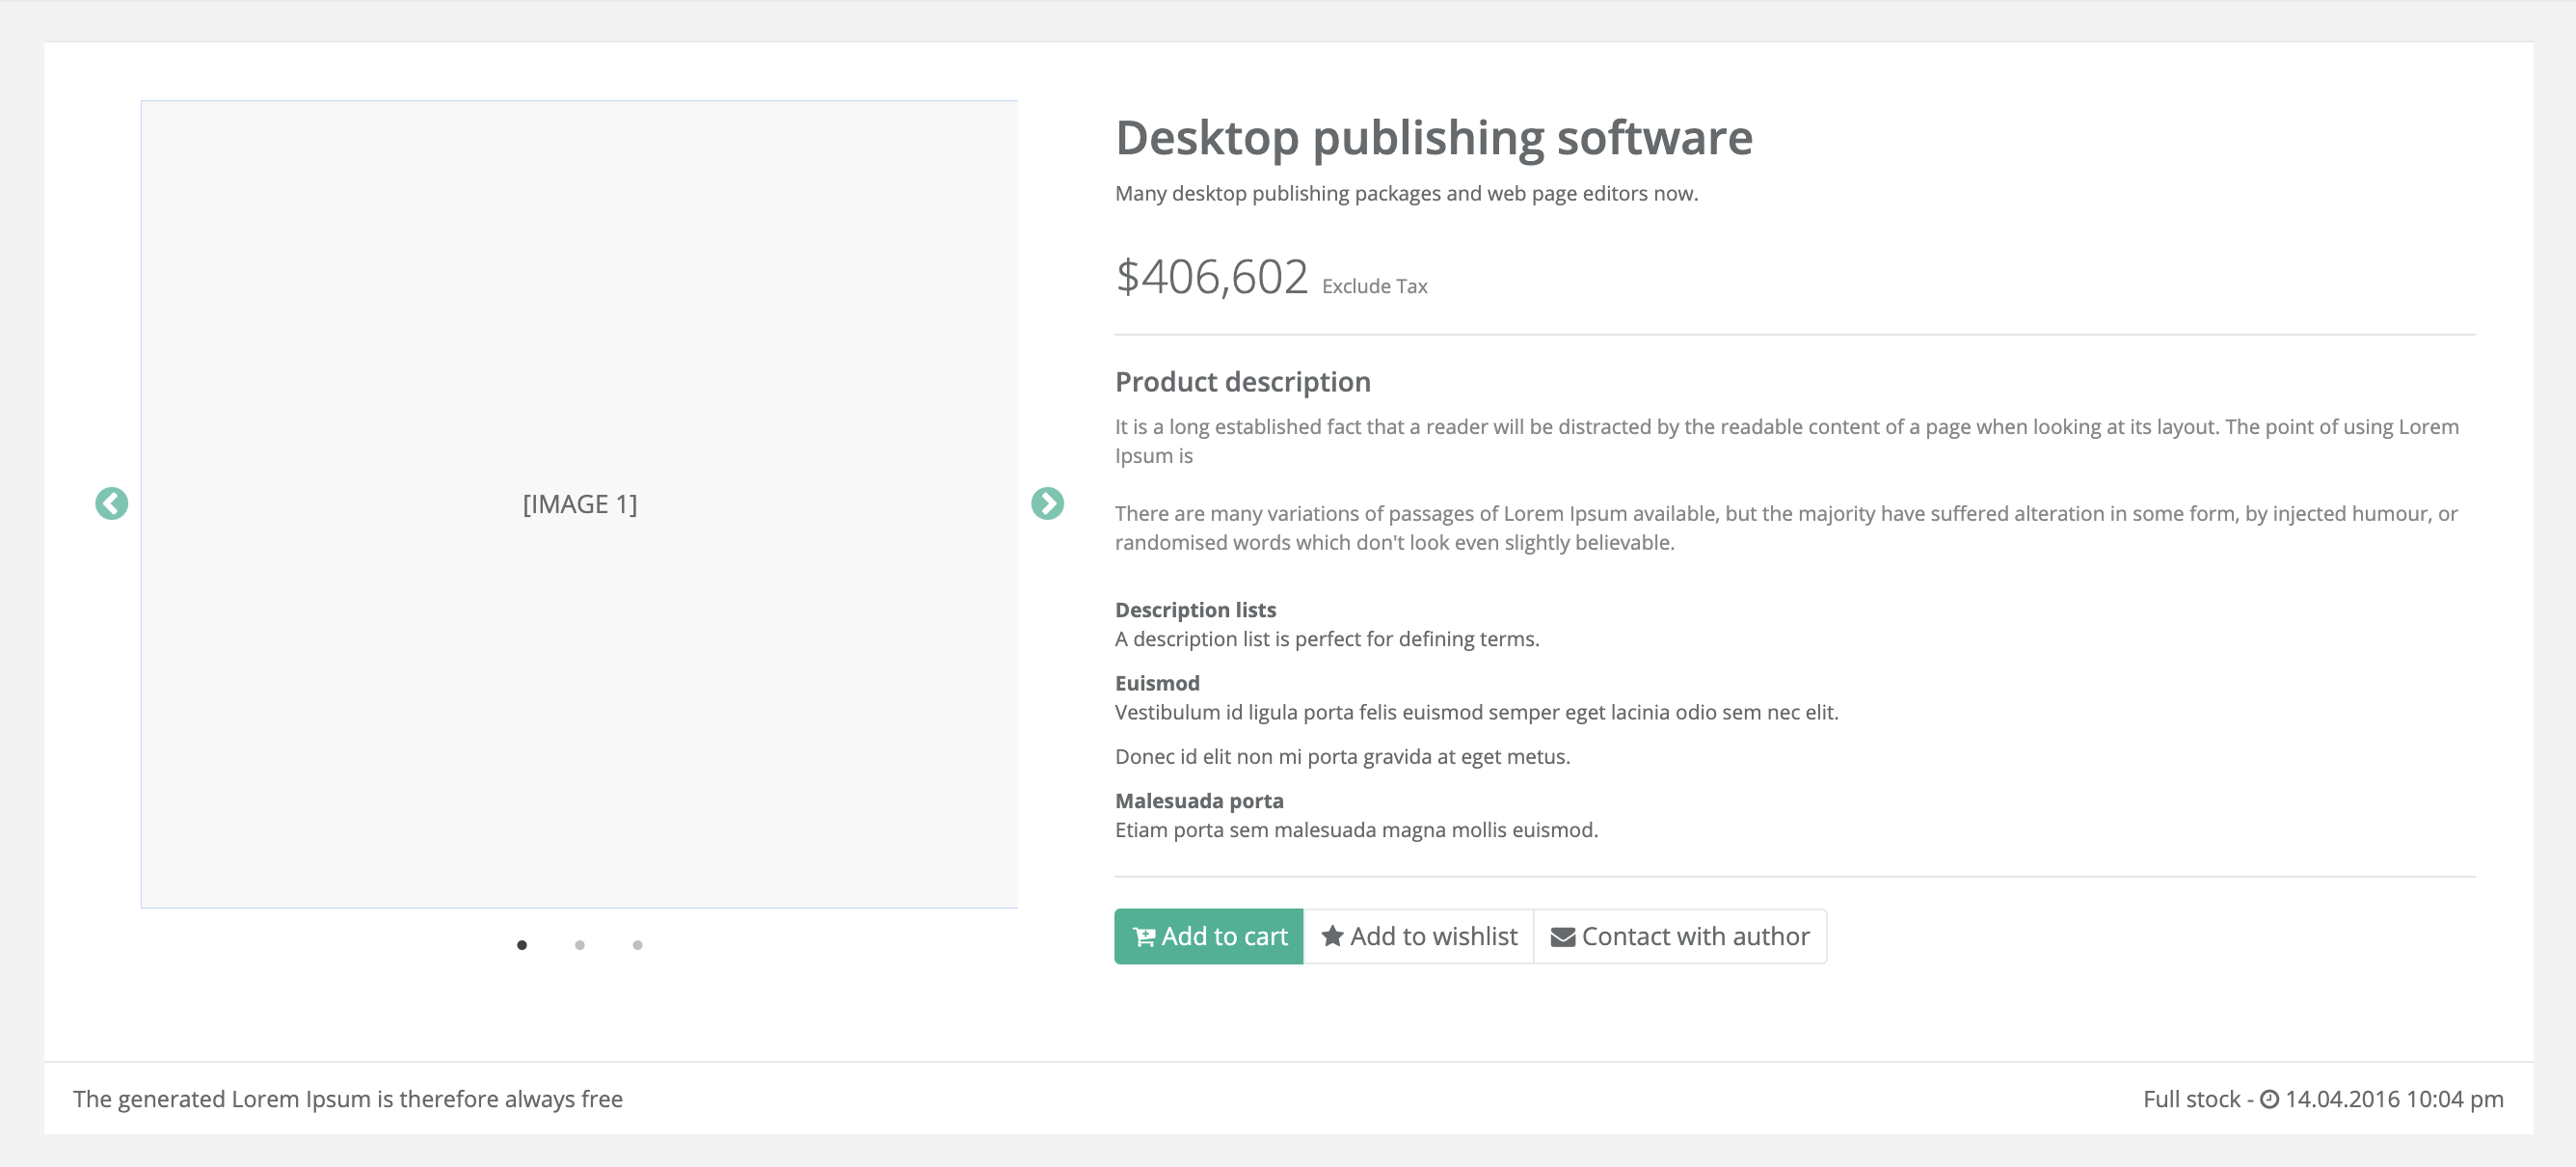 [IMAGE 1]
Desktop publishing software
Many desktop publishing packages and web page editors now.
$406,602 Exclude Tax
Product description
It is a long established fact that a reader will be distracted by the readable content of a page when looking at its layout. The point of using Lorem
Ipsum is
There are many variations of passages of Lorem Ipsum available, but the majority have suffered alteration in some form, by injected humour, or
randomised words which don't look even slightly believable.
Description lists
A description list is perfect for defining terms.
Euismod
Vestibulum id ligula porta felis euismod semper eget lacinia odio sem nec elit.
Donec id elit non mi porta gravida at eget metus.
Malesuada porta
Etiam porta sem malesuada magna mollis euismod.
Add to cart Add to wishlist Contact with author
The generated Lorem Ipsum is therefore always free
Full stock - 14.04.2016 10:04 pm